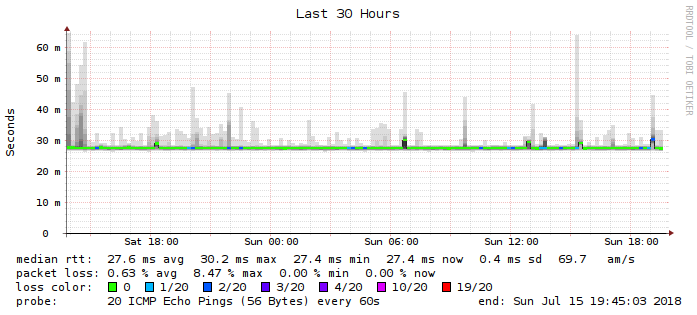 Last 30 Hours
RRDTOOL / TOBI OETIKER
Seconds
60 m
50 m
40 m
30 m
20 m
10 m
0
Sat 18:00 Sun 00:00 Sun 06:00 Sun 12:00 Sun 18:00
median rtt: 27.6 ms avg 30.2 ms max 27.4 ms min 27.4 ms now 0.4 ms sd 69.7 am/s
packet loss: 0.63 % avg 8.47 % max 0.00 % min 0.00 % now
loss color: 0 1/20 2/20 3/20 4/20 10/20 19/20
probe: 20 ICMP Echo Pings (56 Bytes) every 60s end: Sun Jul 15 19:45:03 2018